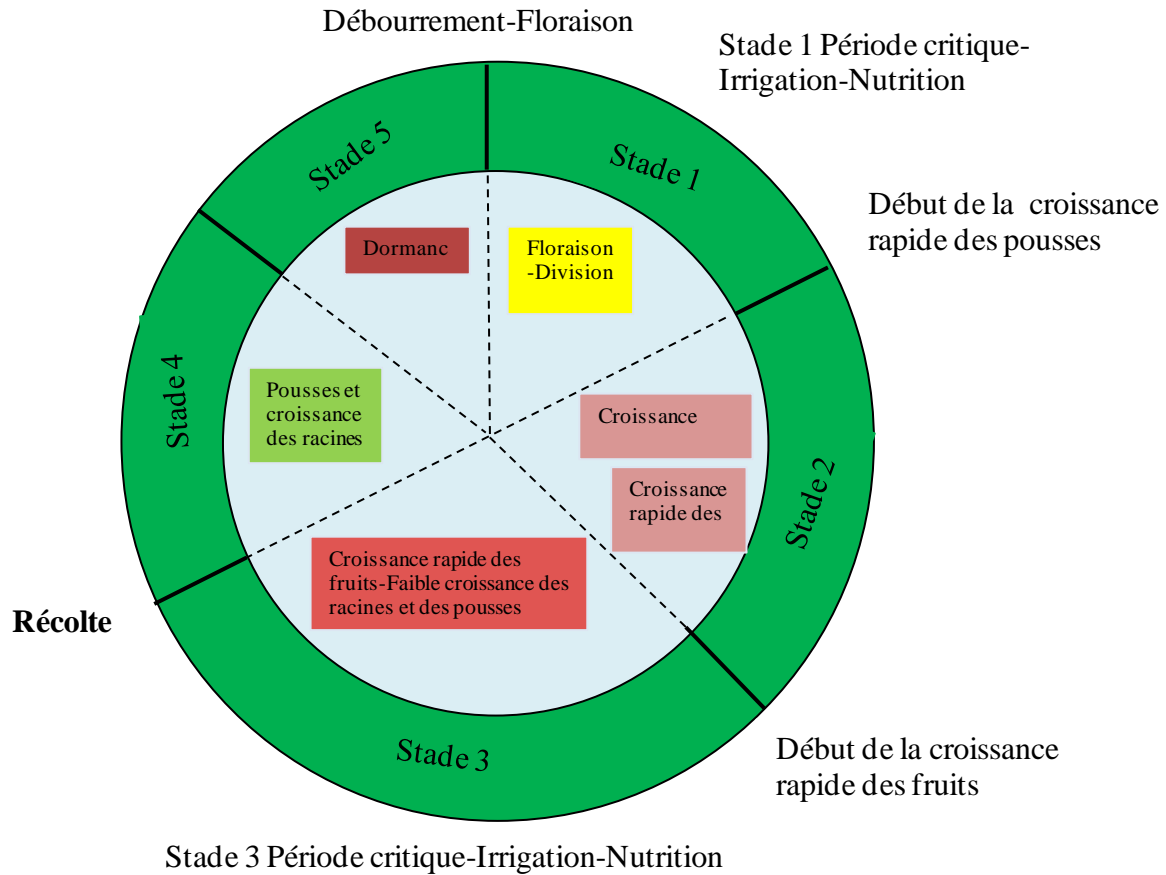 Débourrement-Floraison
Stade 1 Période critique-
Irrigation-Nutrition
Stade 5
Stade 1
Début de la croissance
rapide des pousses
Dormanc
Floraison
-Division
Stade 4
Pousses et
croissance
des racines
Croissance
Croissance
rapide des
Stade 2
Croissance rapide des
fruits-Faible croissance des
racines et des pousses
Récolte
Stade 3
Début de la croissance
rapide des fruits
Stade 3 Période critique-Irrigation-Nutrition